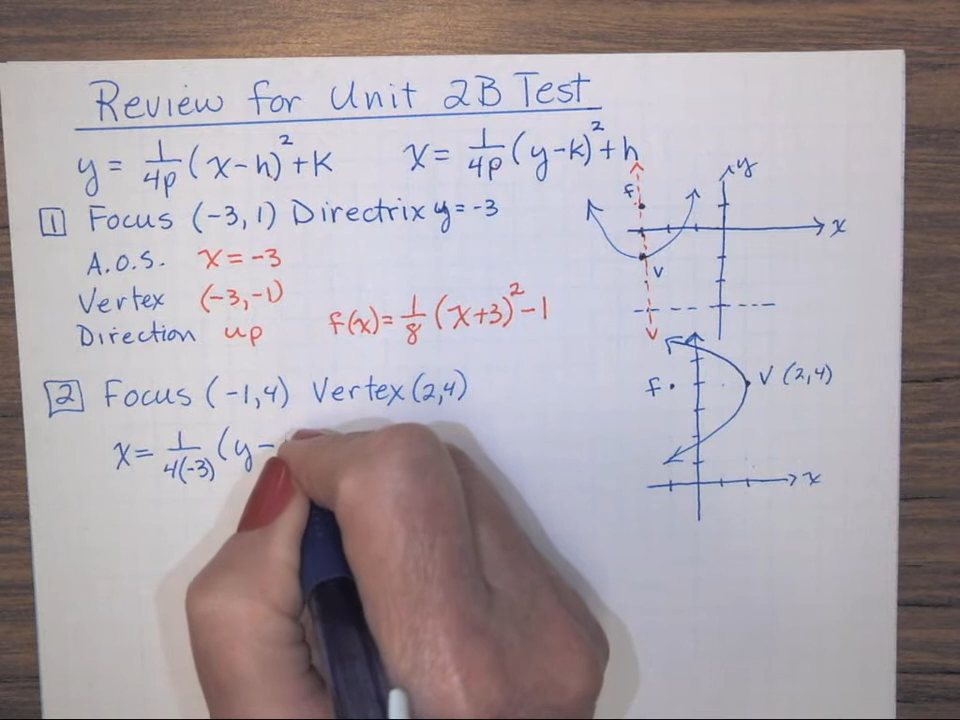 Review for Unit 2B Test
y = 1/4p (x-h)² + k   x = 1/4p (y-k)² + h
1 Focus (-3, 1) Directrix y = -3
A.O.S. x = -3
Vertex (-3, -1)
Direction up   f(x) = 1/8 (x+3)² - 1
y
x
f
v
2 Focus (-1, 4) Vertex (2, 4)
x = 1/4(-3) (y -
f
V (2, 4)
x